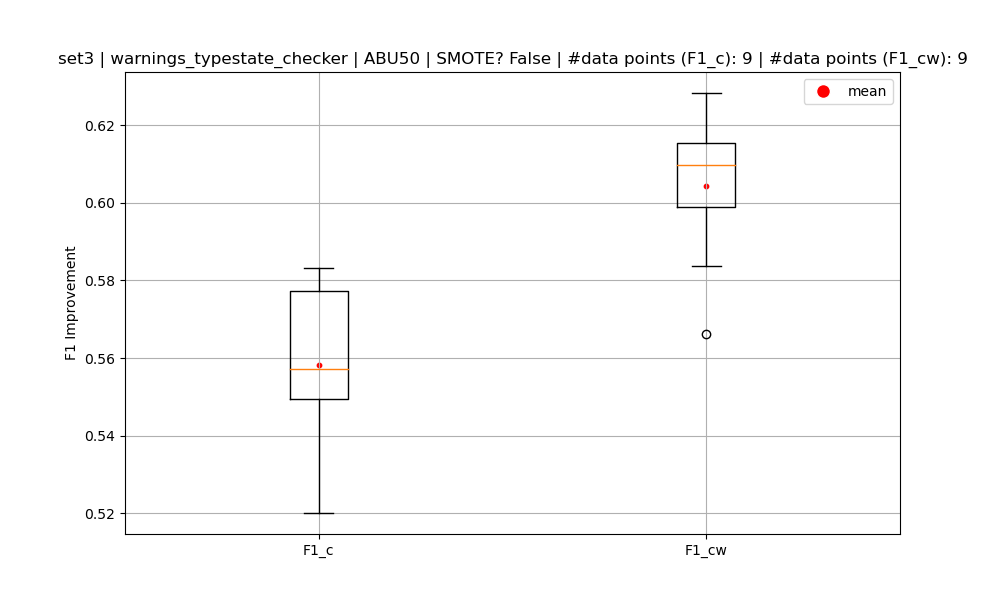 set3 | warnings_typestate_checker | ABU50 | SMOTE? False | #data points (F1_c): 9 | #data points (F1_cw): 9
mean
0.62
0.60
0.58
0.56
0.54
0.52
F1 Improvement
F1_c
F1_cw